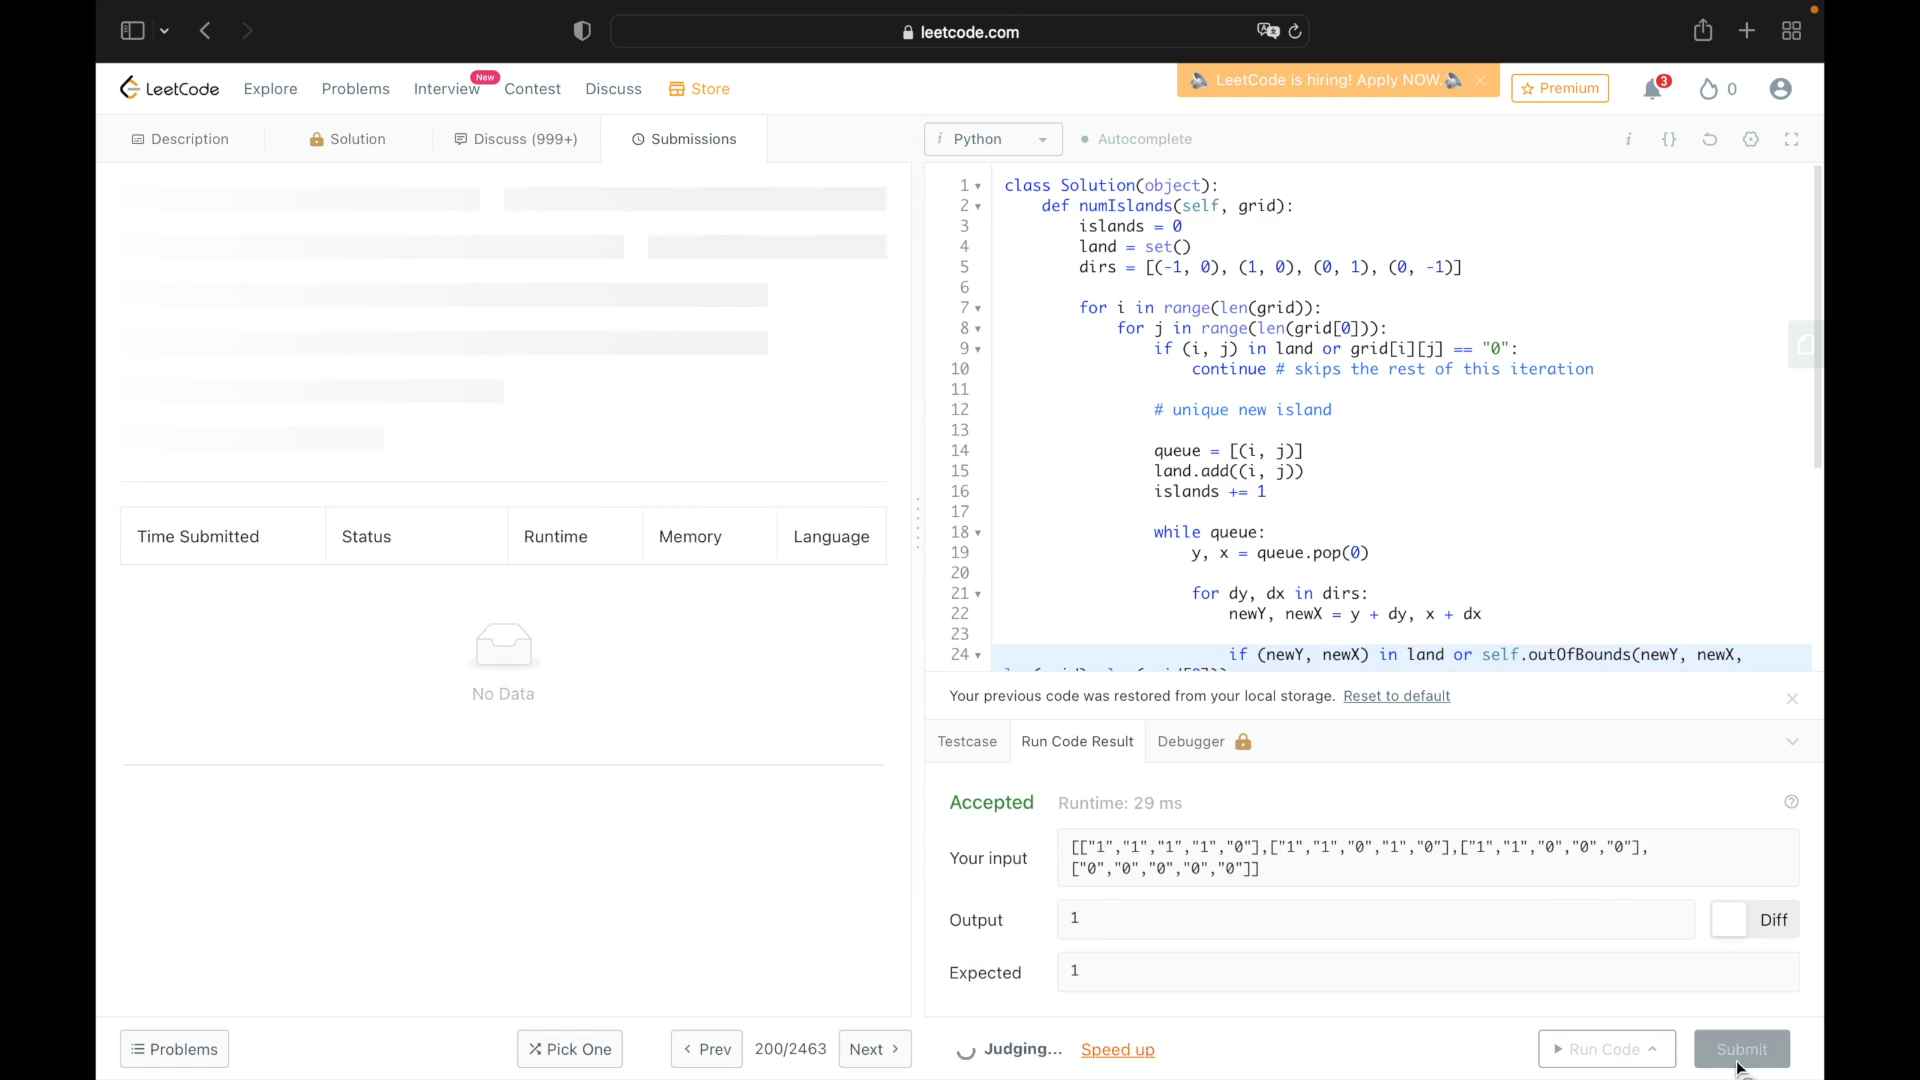 leetcode.com
LeetCode
Explore
Problems
Interview
New
Contest
Discuss
Store
LeetCode is hiring! Apply NOW.
Premium
3
0
Description
Solution
Discuss (999+)
Submissions
i Python
Autocomplete
i {}
Time Submitted
Status
Runtime
Memory
Language
No Data
1 class Solution(object):
2 def numIslands(self, grid):
3 islands = 0
4 land = set()
5 dirs = [(-1, 0), (1, 0), (0, 1), (0, -1)]
6
7 for i in range(len(grid)):
8 for j in range(len(grid[0])):
9 if (i, j) in land or grid[i][j] == "0":
10 continue # skips the rest of this iteration
11
12 # unique new island
13
14 queue = [(i, j)]
15 land.add((i, j))
16 islands += 1
17
18 while queue:
19 y, x = queue.pop(0)
20
21 for dy, dx in dirs:
22 newY, newX = y + dy, x + dx
23
24 if (newY, newX) in land or self.outOfBounds(newY, newX,
Your previous code was restored from your local storage. Reset to default
Testcase
Run Code Result
Debugger
Accepted Runtime: 29 ms
Your input
[["1","1","1","1","0"],["1","1","0","1","0"],["1","1","0","0","0"],
["0","0","0","0","0"]]
Output
1
Diff
Expected
1
Problems
Pick One
Prev
200/2463
Next
Judging...
Speed up
Run Code
Submit